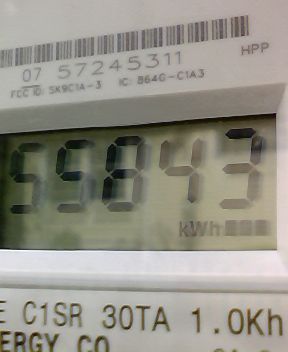 07 57245311 HPP
FCC ID: SK9C1A-3 IC: 864G-C1A3
55843
kWh
E C1SR 30TA 1.0Kh
ERGY CO